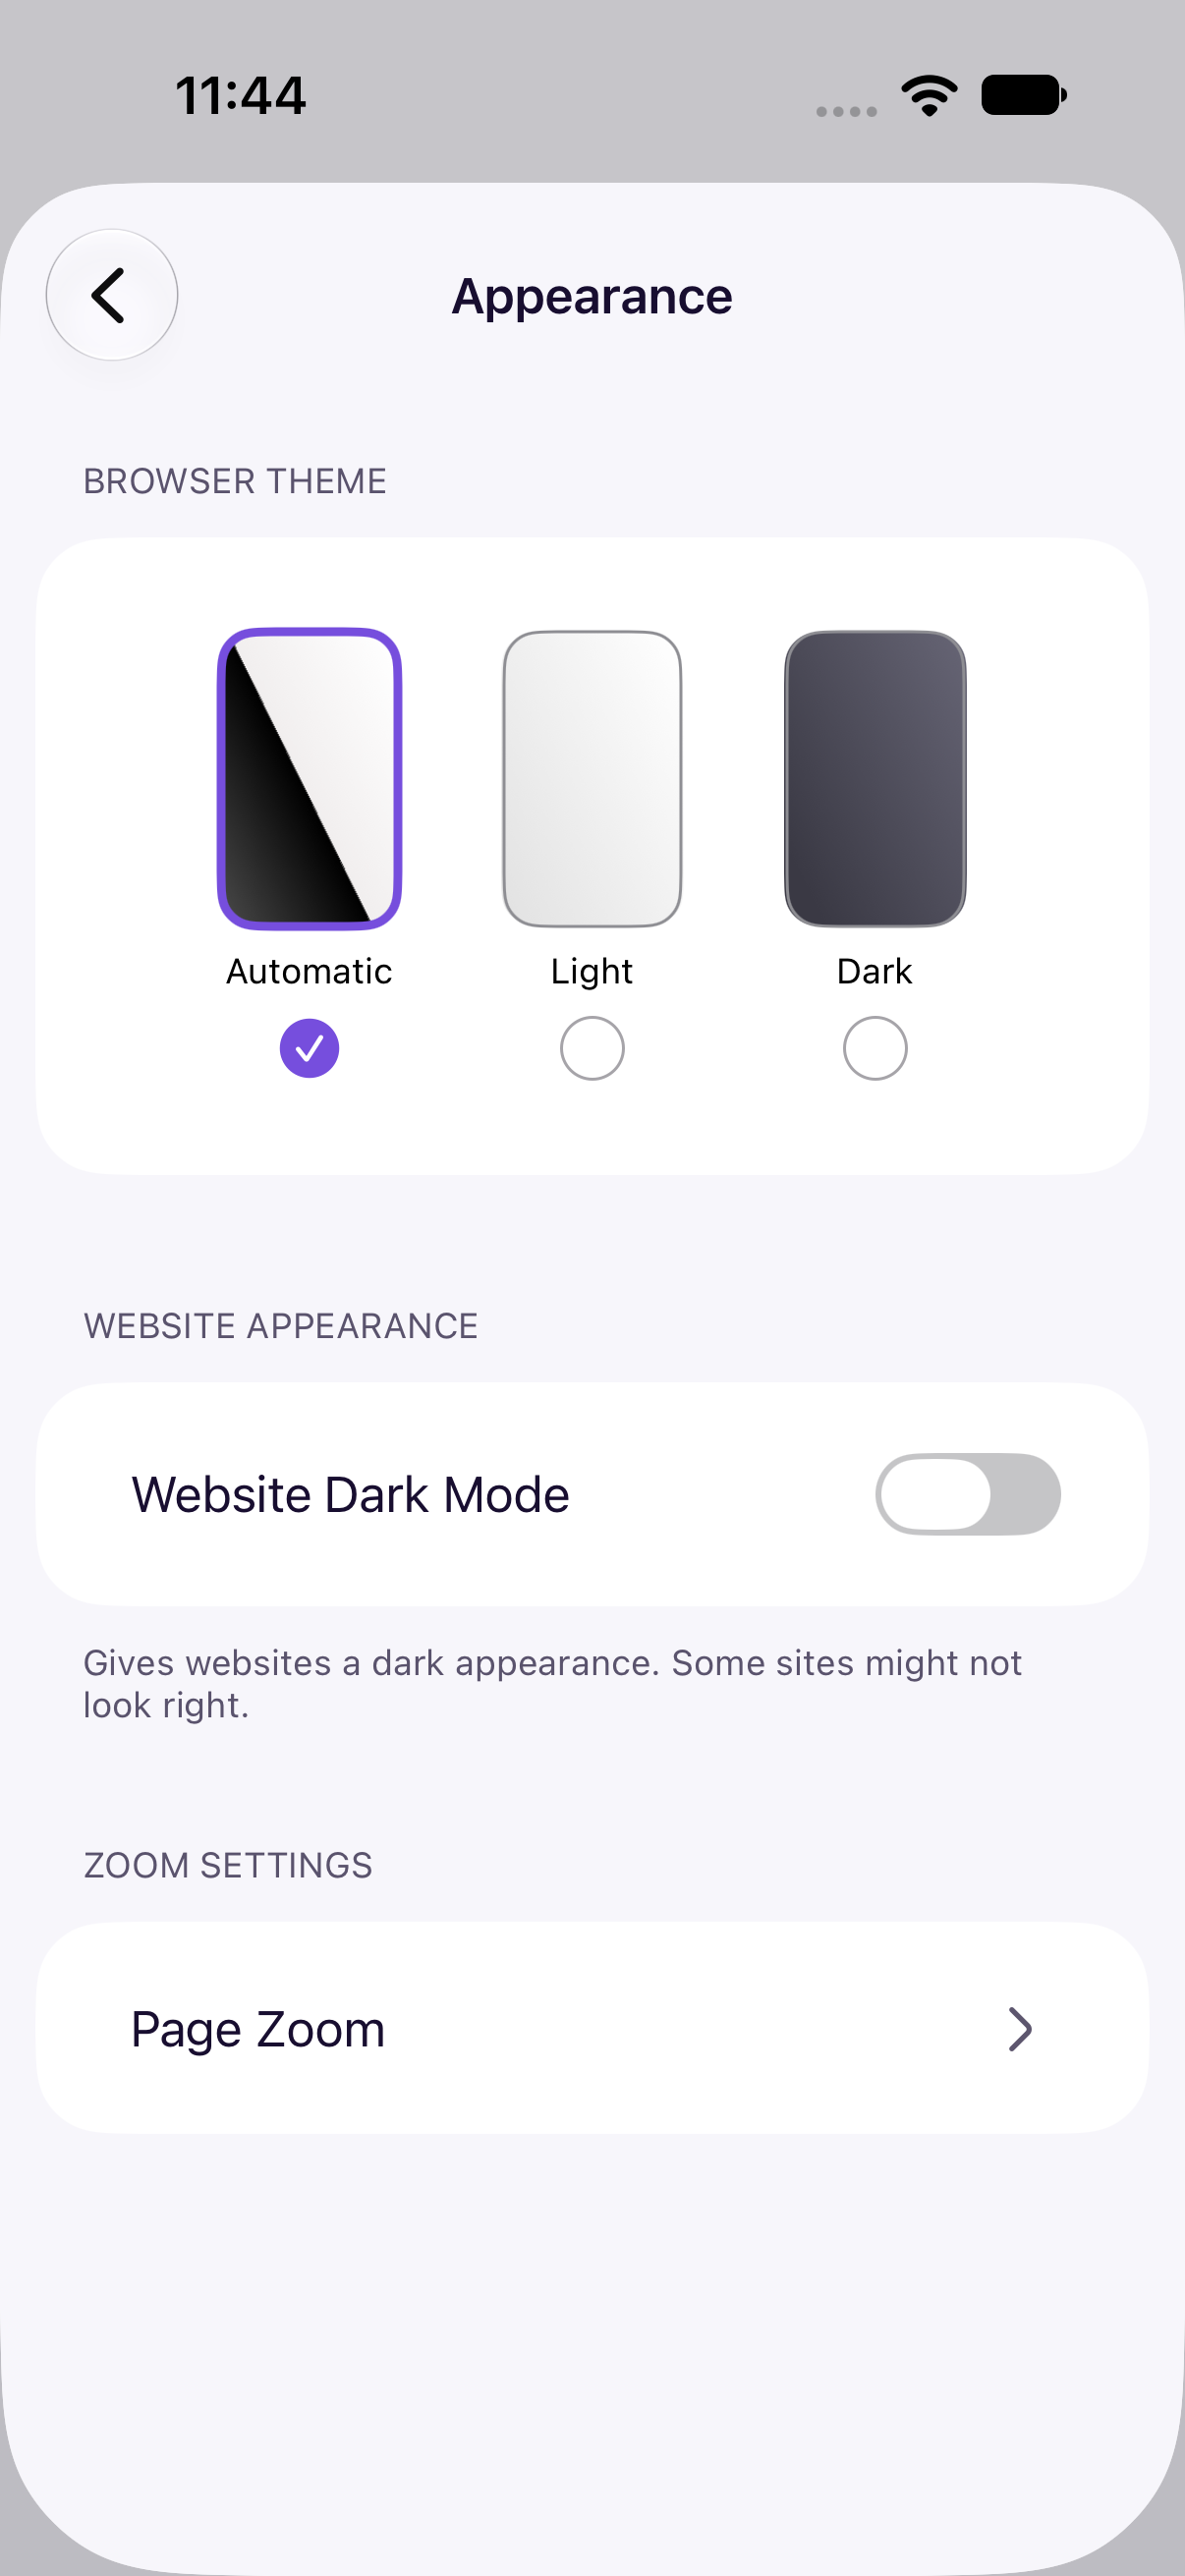 11:44
Appearance
BROWSER THEME
Automatic
Light
Dark
WEBSITE APPEARANCE
Website Dark Mode
Gives websites a dark appearance. Some sites might not
look right.
ZOOM SETTINGS
Page Zoom